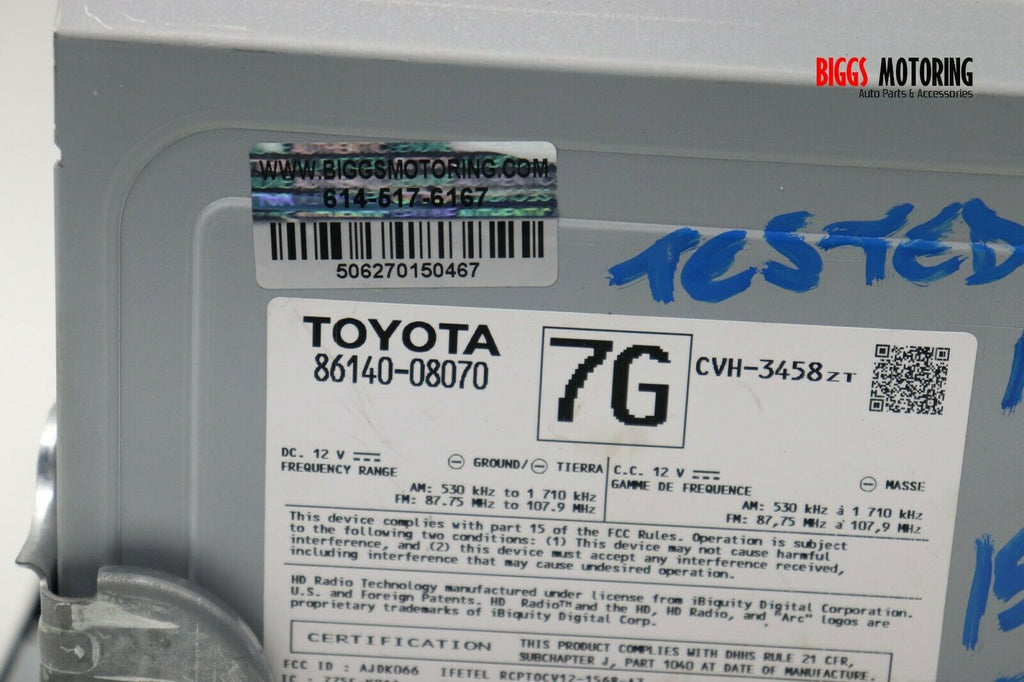 BIGGS MOTORING
Auto Parts & Accessories
WWW.BIGGSMOTORING.COM
614-517-6167
506270150467
TESTED
TOYOTA
86140-08070
7G
CVH-3458ZT
DC. 12 V
GROUND/ TIERRA
FREQUENCY RANGE
AM: 530 kHz to 1 710 kHz
FM: 87.75 MHz to 107.9 MHz
C.C. 12 V
MASSE
GAMME DE FREQUENCE
AM: 530 kHz à 1 710 kHz
FM: 87,75 MHz à 107,9 MHz
This device complies with part 15 of the FCC Rules. Operation is subject
to the following two conditions: (1) This device may not cause harmful
interference, and (2) this device must accept any interference received,
including interference that may cause undesired operation.
HD Radio Technology manufactured under license from iBiquity Digital Corporation.
U.S. and Foreign Patents. HD Radio™ and the HD, HD Radio, and "Arc" logos are
proprietary trademarks of iBiquity Digital Corp.
CERTIFICATION
THIS PRODUCT COMPLIES WITH DHHS RULE 21 CFR,
SUBCHAPTER J, PART 1040 AT DATE OF MANUFACTURE.
FCC ID : AJDK066
IFETEL RCPTOCV12-1568-A7
IC :